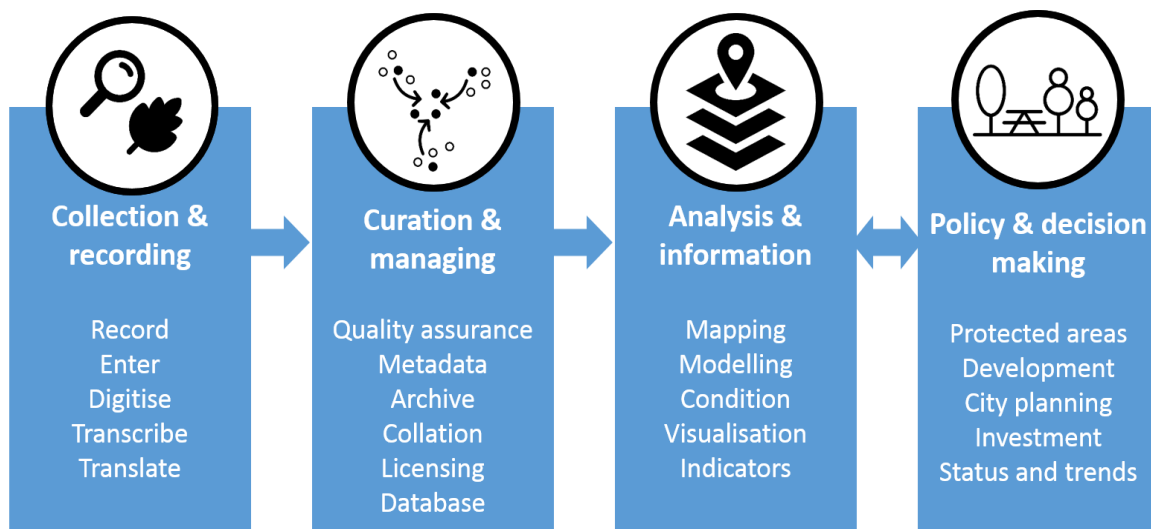 Collection &
recording
Record
Enter
Digitise
Transcribe
Translate
Curation &
managing
Quality assurance
Metadata
Archive
Collation
Licensing
Database
Analysis &
information
Mapping
Modelling
Condition
Visualisation
Indicators
Policy & decision
making
Protected areas
Development
City planning
Investment
Status and trends